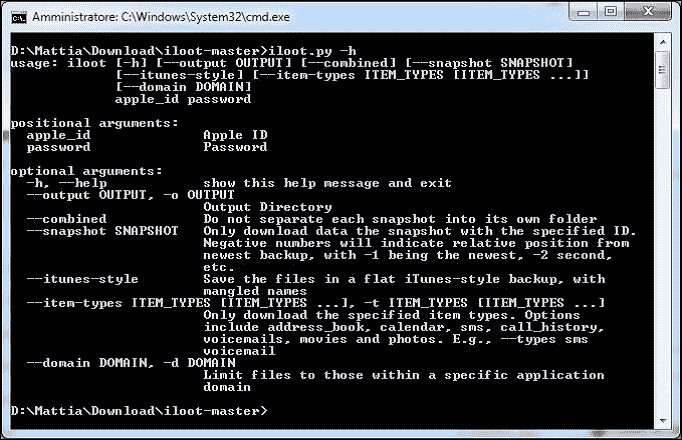 Amministratore: C:\Windows\System32\cmd.exe
D:\Mattia\Download\iloot-master>iloot.py -h
usage: iloot [-h] [--output OUTPUT] [--combined] [--snapshot SNAPSHOT]
[--itunes-style] [--item-types ITEM_TYPES [ITEM_TYPES ...]]
[--domain DOMAIN]
apple_id password
positional arguments:
apple_id Apple ID
password Password
optional arguments:
-h, --help show this help message and exit
--output OUTPUT, -o OUTPUT
Output Directory
--combined Do not separate each snapshot into its own folder
--snapshot SNAPSHOT Only download data the snapshot with the specified ID.
Negative numbers will indicate relative position from
newest backup, with -1 being the newest, -2 second,
etc.
--itunes-style Save the files in a flat iTunes-style backup, with
mangled names
--item-types ITEM_TYPES [ITEM_TYPES ...], -t ITEM_TYPES [ITEM_TYPES ...]
Only download the specified item types. Options
include address_book, calendar, sms, call_history,
voicemails, movies and photos. E.g., --types sms
voicemail
--domain DOMAIN, -d DOMAIN
Limit files to those within a specific application
domain
D:\Mattia\Download\iloot-master>